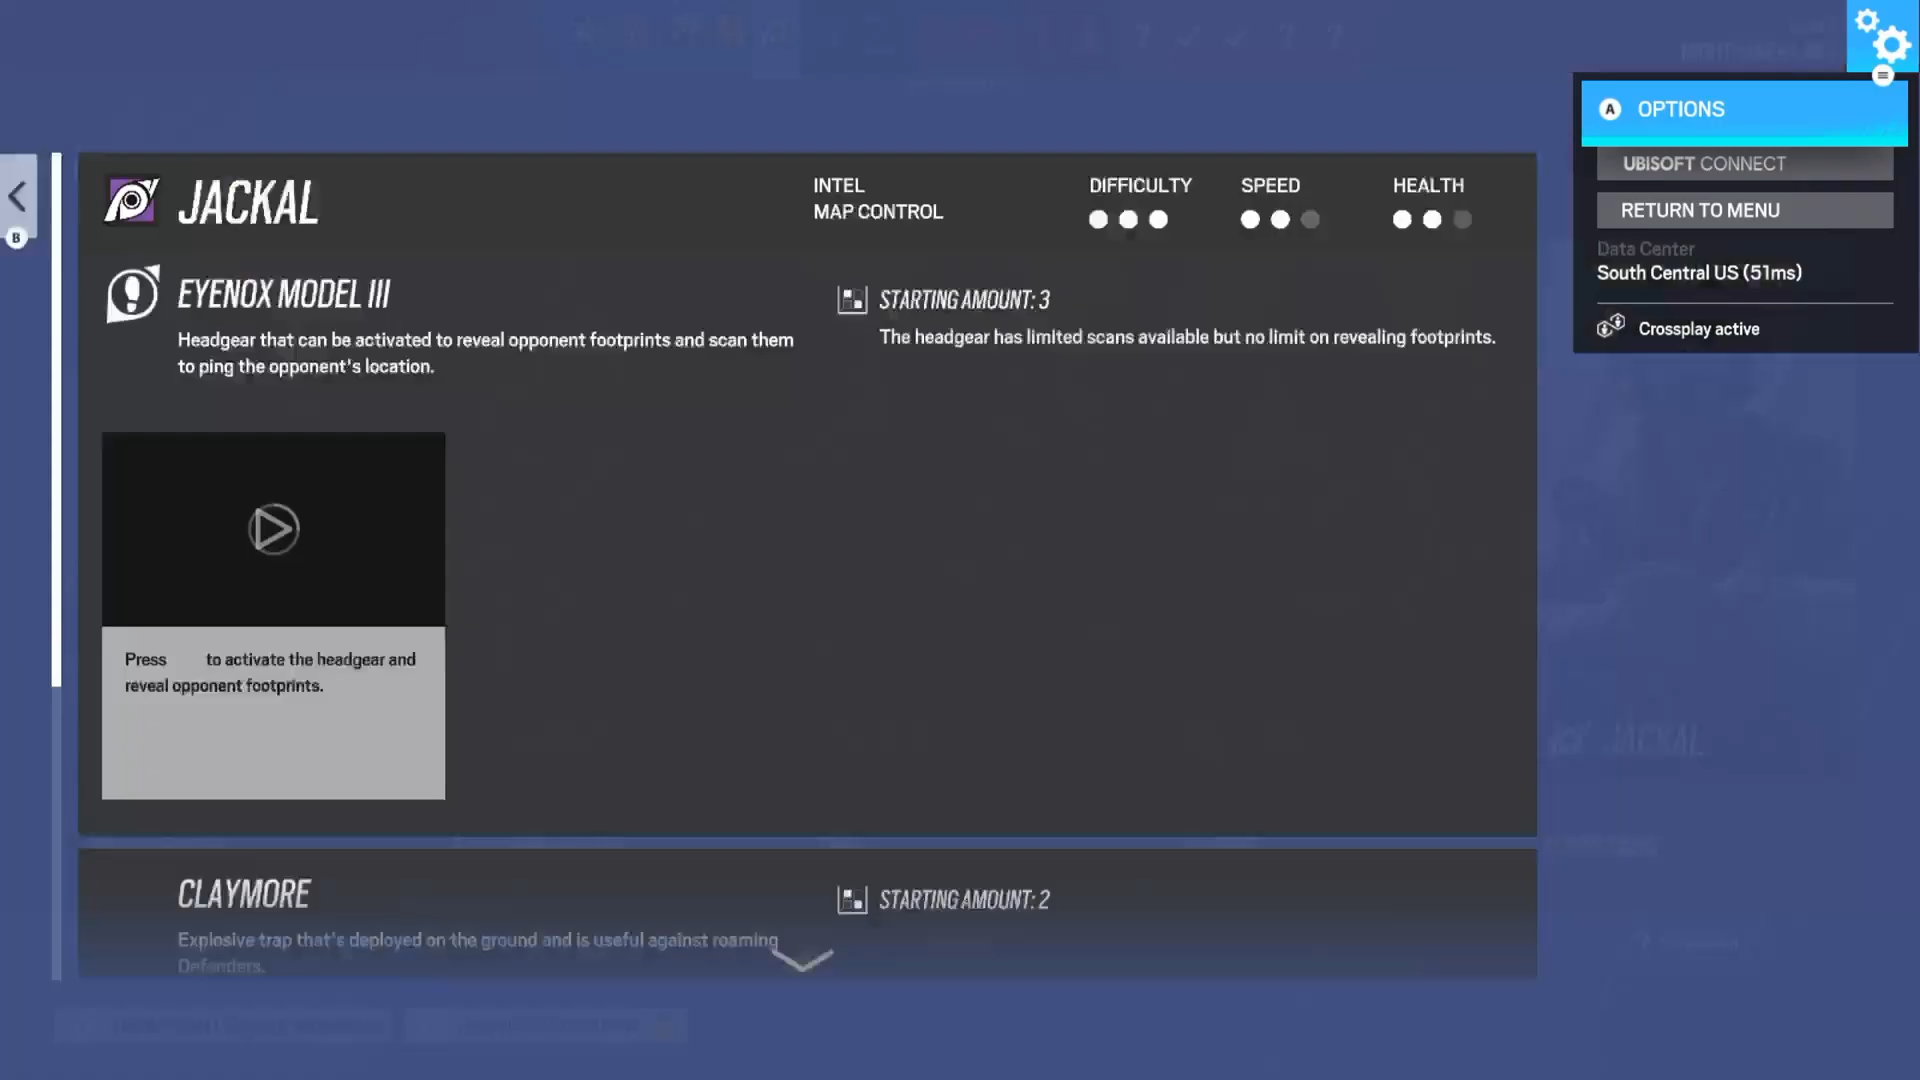 A OPTIONS
UBISOFT CONNECT
RETURN TO MENU
Data Center
South Central US (51ms)
Crossplay active
B
JACKAL
INTEL
MAP CONTROL
DIFFICULTY
SPEED
HEALTH
EYENOX MODEL III
Headgear that can be activated to reveal opponent footprints and scan them
to ping the opponent's location.
STARTING AMOUNT: 3
The headgear has limited scans available but no limit on revealing footprints.
Press to activate the headgear and
reveal opponent footprints.
JACKAL
CLAYMORE
Explosive trap that's deployed on the ground and is useful against roaming
Defenders.
STARTING AMOUNT: 2